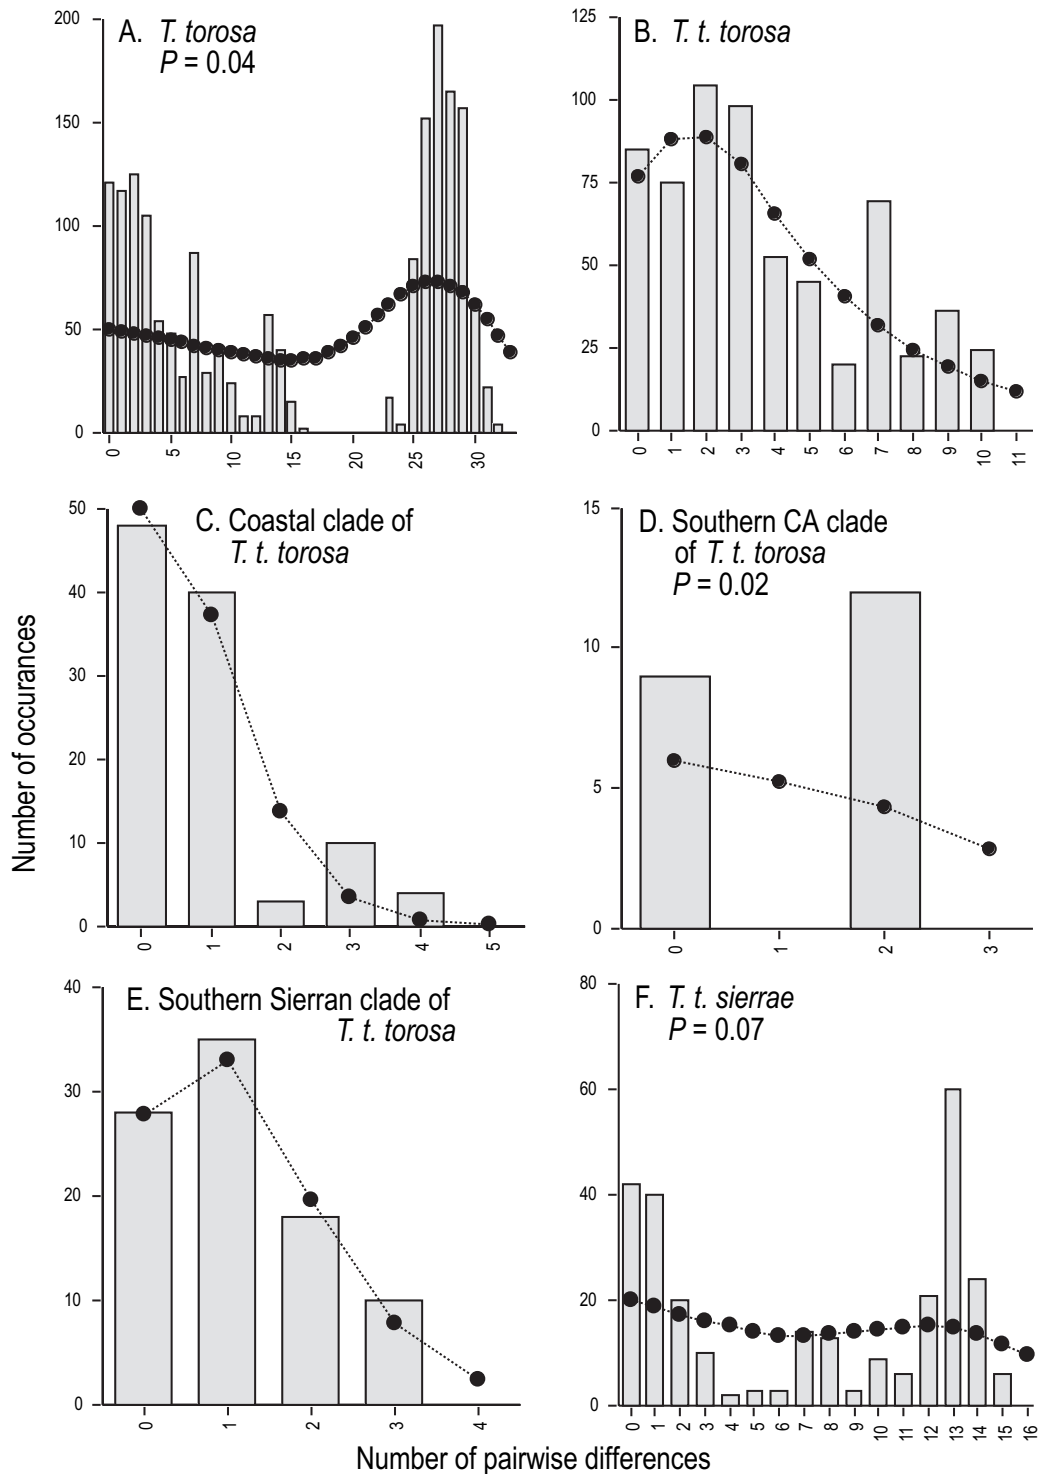 A. T. torosa
P = 0.04
200
150
100
50
0
0 5 10 15 20 25 30
B. T. t. torosa
125
100
75
50
25
0
0 1 2 3 4 5 6 7 8 9 10 11
C. Coastal clade of
T. t. torosa
50
40
30
20
10
0
0 1 2 3 4 5
D. Southern CA clade
of T. t. torosa
P = 0.02
15
10
5
0
0 1 2 3
E. Southern Sierran clade of
T. t. torosa
40
30
20
10
0
0 1 2 3 4
F. T. t. sierrae
P = 0.07
80
60
40
20
0
0 1 2 3 4 5 6 7 8 9 10 11 12 13 14 15 16
Number of occurances
Number of pairwise differences